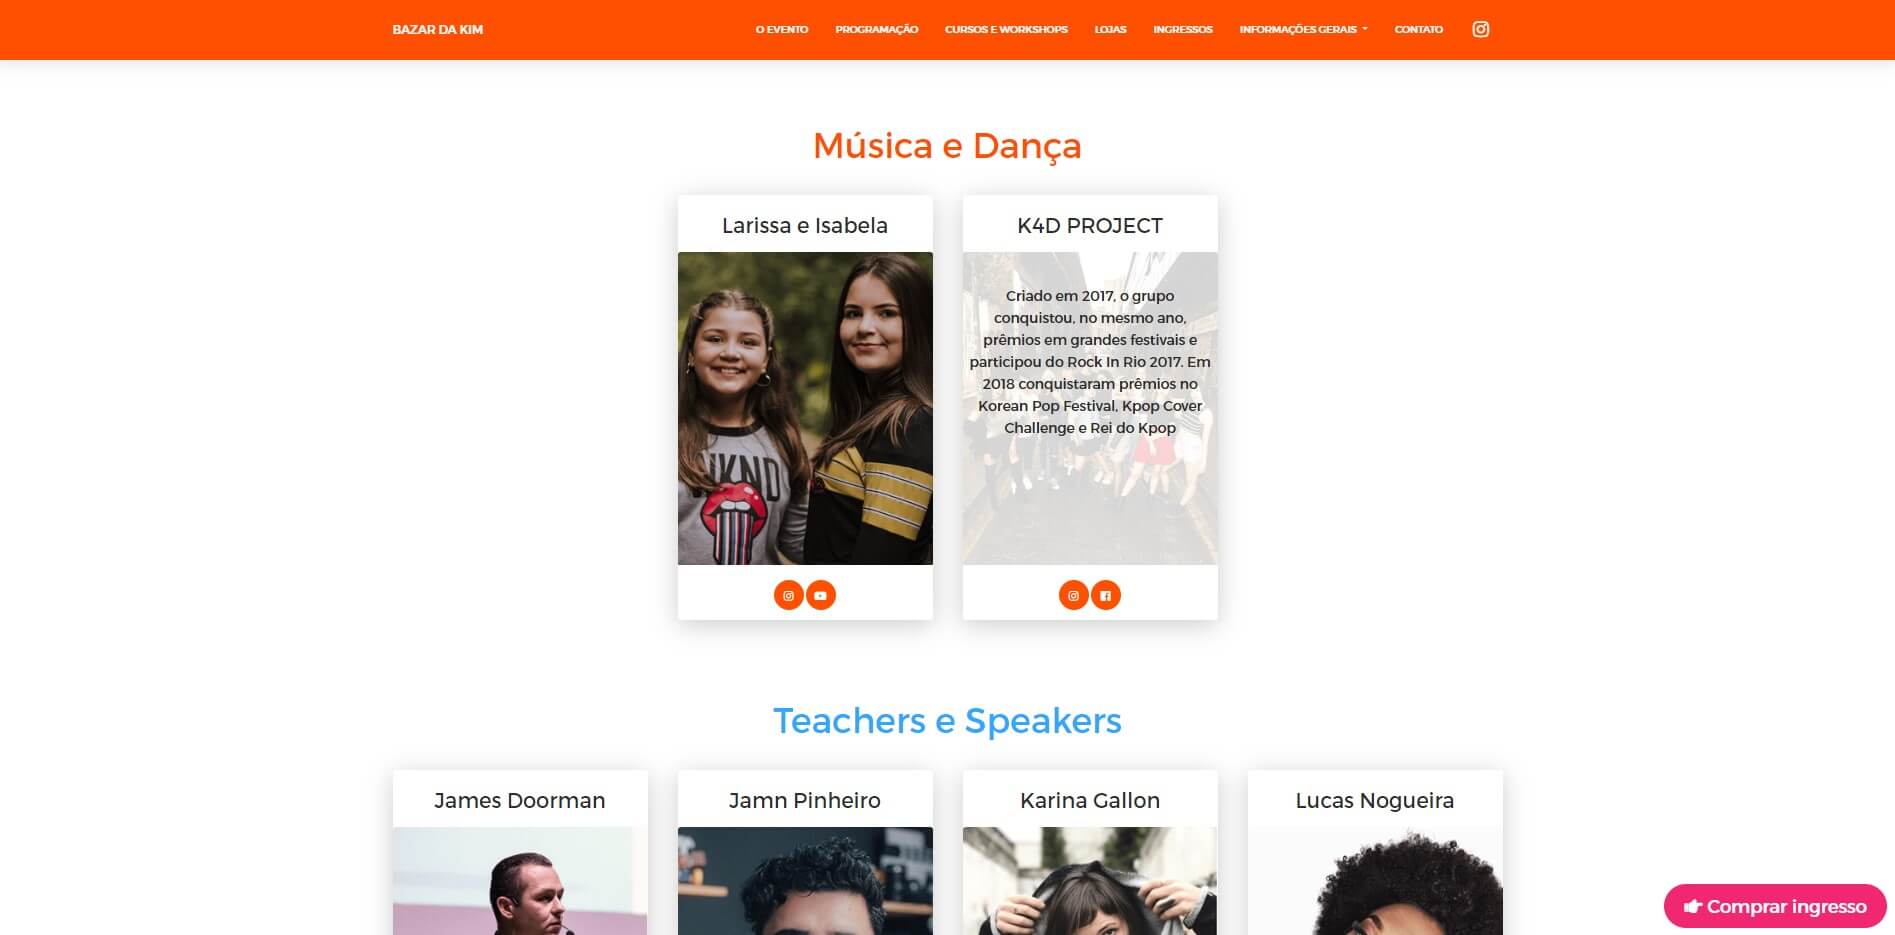 BAZAR DA KIM
O EVENTO
PROGRAMAÇÃO
CURSOS E WORKSHOPS
LOJAS
INGRESSOS
INFORMAÇÕES GERAIS
CONTATO
Música e Dança
Larissa e Isabela
K4D PROJECT
Criado em 2017, o grupo
conquistou, no mesmo ano,
prêmios em grandes festivais e
participou do Rock In Rio 2017. Em
2018 conquistaram prêmios no
Korean Pop Festival, Kpop Cover
Challenge e Rei do Kpop
Teachers e Speakers
James Doorman
Jamn Pinheiro
Karina Gallon
Lucas Nogueira
Comprar ingresso